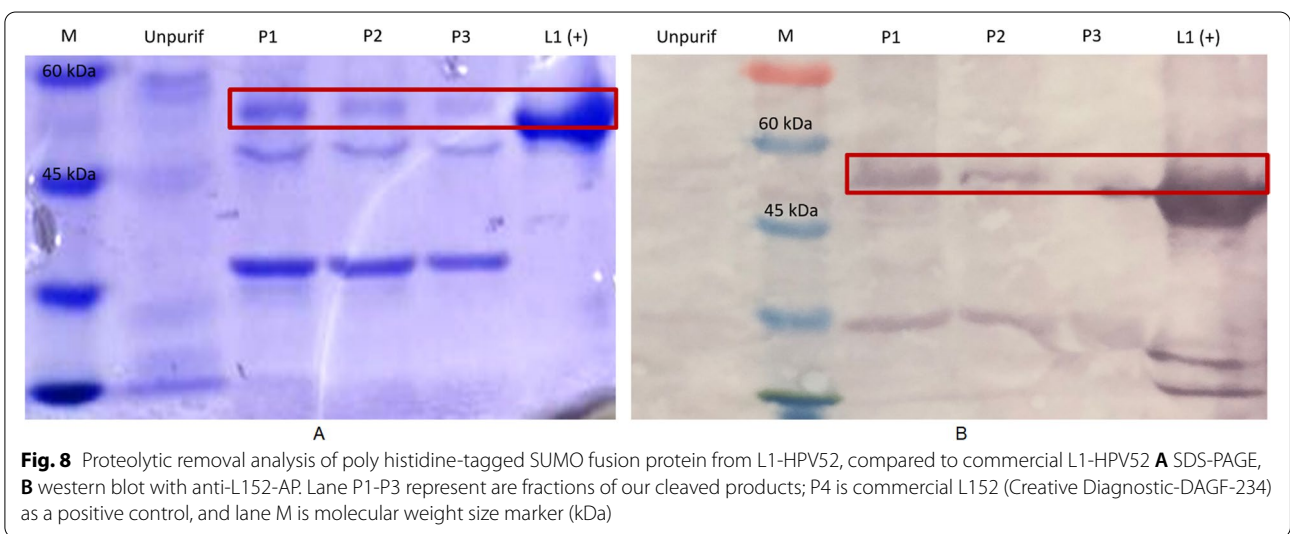 M Unpurif P1 P2 P3 L1 (+)
60 kDa
45 kDa
A
Unpurif M P1 P2 P3 L1 (+)
60 kDa
45 kDa
B
Fig. 8 Proteolytic removal analysis of poly histidine-tagged SUMO fusion protein from L1-HPV52, compared to commercial L1-HPV52 A SDS-PAGE,
B western blot with anti-L152-AP. Lane P1-P3 represent are fractions of our cleaved products; P4 is commercial L152 (Creative Diagnostic-DAGF-234)
as a positive control, and lane M is molecular weight size marker (kDa)